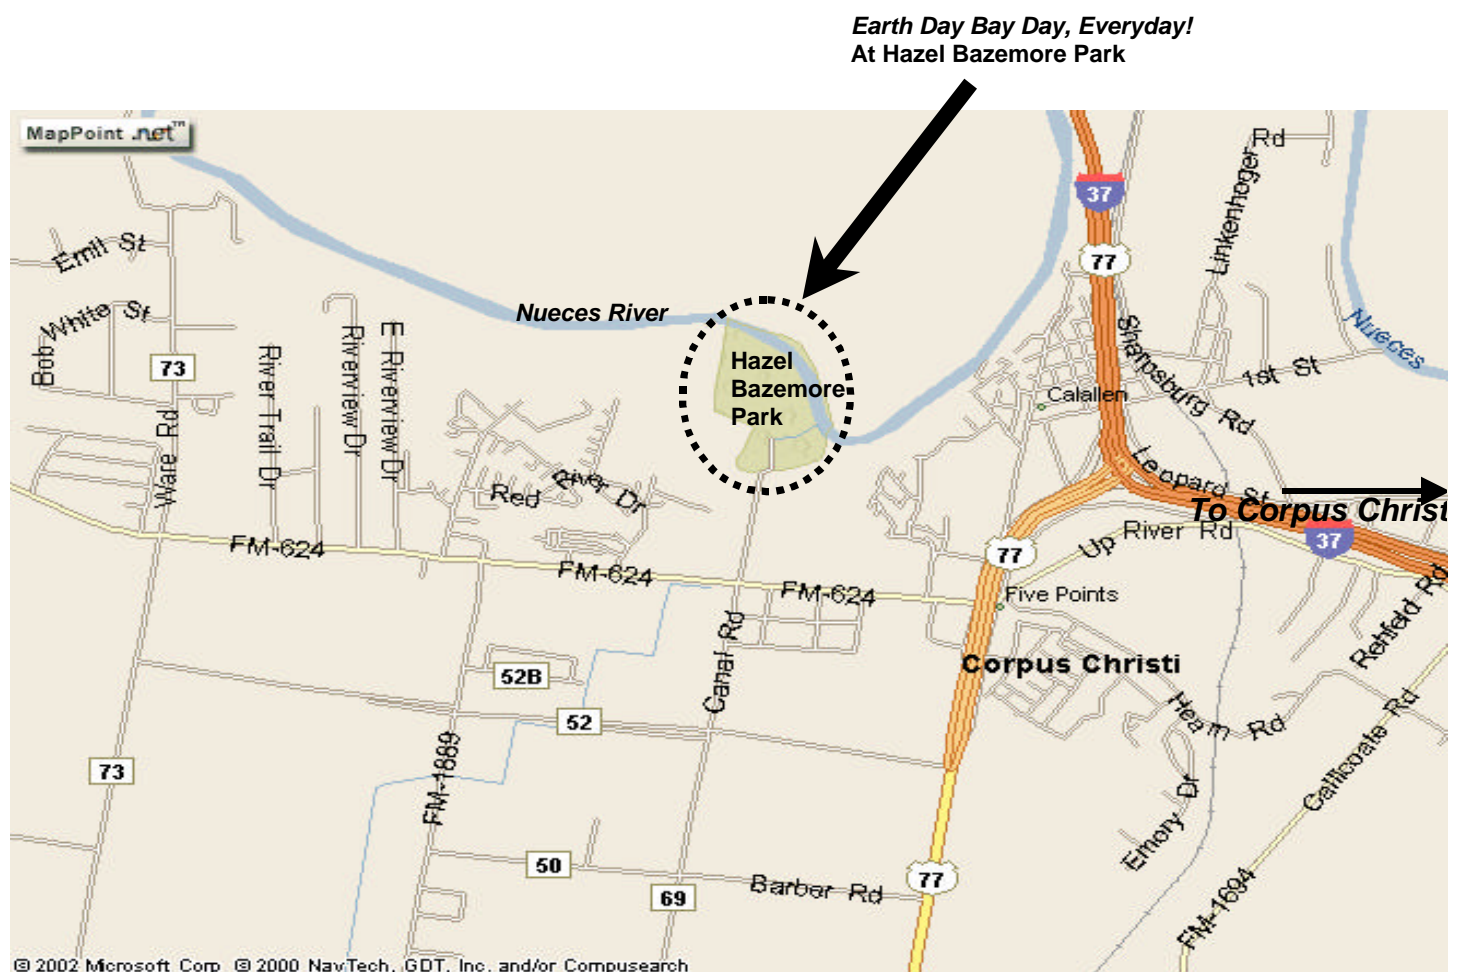 Earth Day Bay Day, Everyday!
At Hazel Bazemore Park
MapPoint .net™
Rd
37
Linkenhoger
Emil St
77
Nueces River
Nueces
Bob White St
Sharpsburg Rd
73
River Trail Dr
Riverview Dr
E Riverview Dr
Hazel
Bazemore
Park
1st St
Calallen
Ware Rd
Red River Dr
Leopard St
To Corpus Christ
37
Up River Rd
77
FM-624
FM-624
FM-624
Five Points
Rehfeld Rd
Canal Rd
Corpus Christi
52B
52
Hearn Rd
73
FM-1889
Callicoate Rd
Emory Dr
50
Barber Rd
77
69
FM-1694
© 2002 Microsoft Corp © 2000 NavTech, GDT, Inc. and/or Compusearch